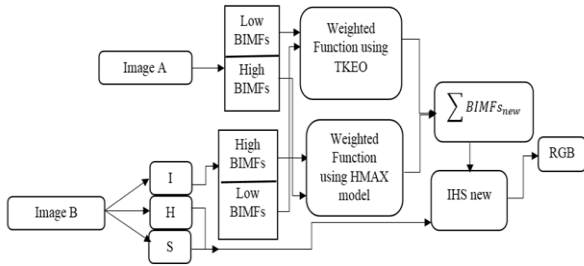 Low
BIMFs
High
BIMFs
Image A
Weighted
Function using
TKEO
∑ BIMFs_new
High
BIMFs
Low
BIMFs
Weighted
Function
using HMAX
model
RGB
I
H
S
Image B
IHS new